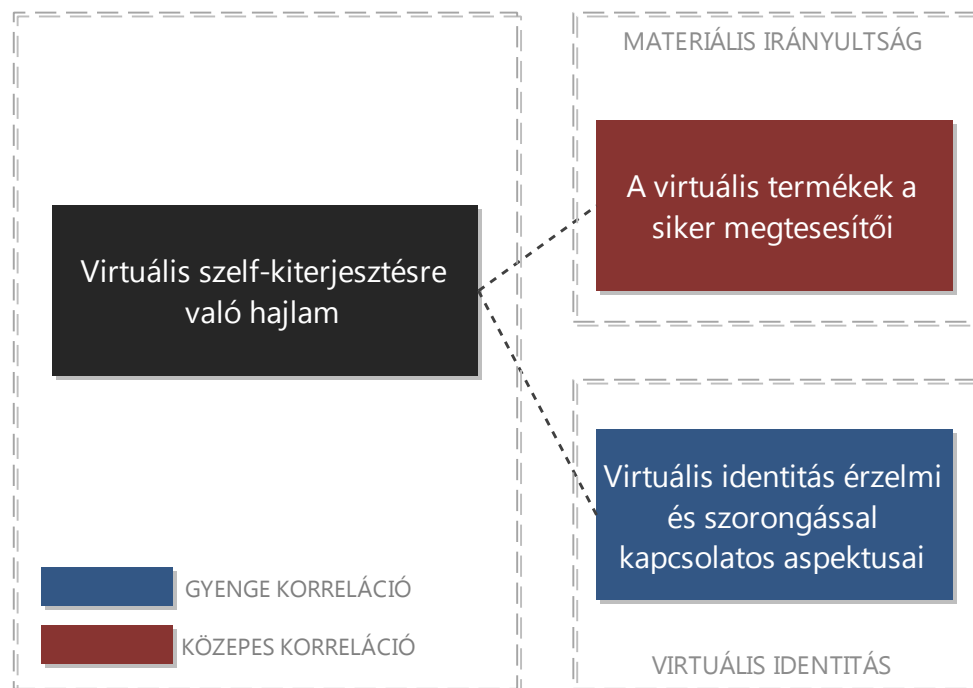 MATERIÁLIS IRÁNYULTSÁG
A virtuális termékek a
siker megtesesítői
Virtuális szelf-kiterjesztésre
való hajlam
Virtuális identitás érzelmi
és szorongással
kapcsolatos aspektusai
GYENGE KORRELÁCIÓ
KÖZEPES KORRELÁCIÓ
VIRTUÁLIS IDENTITÁS